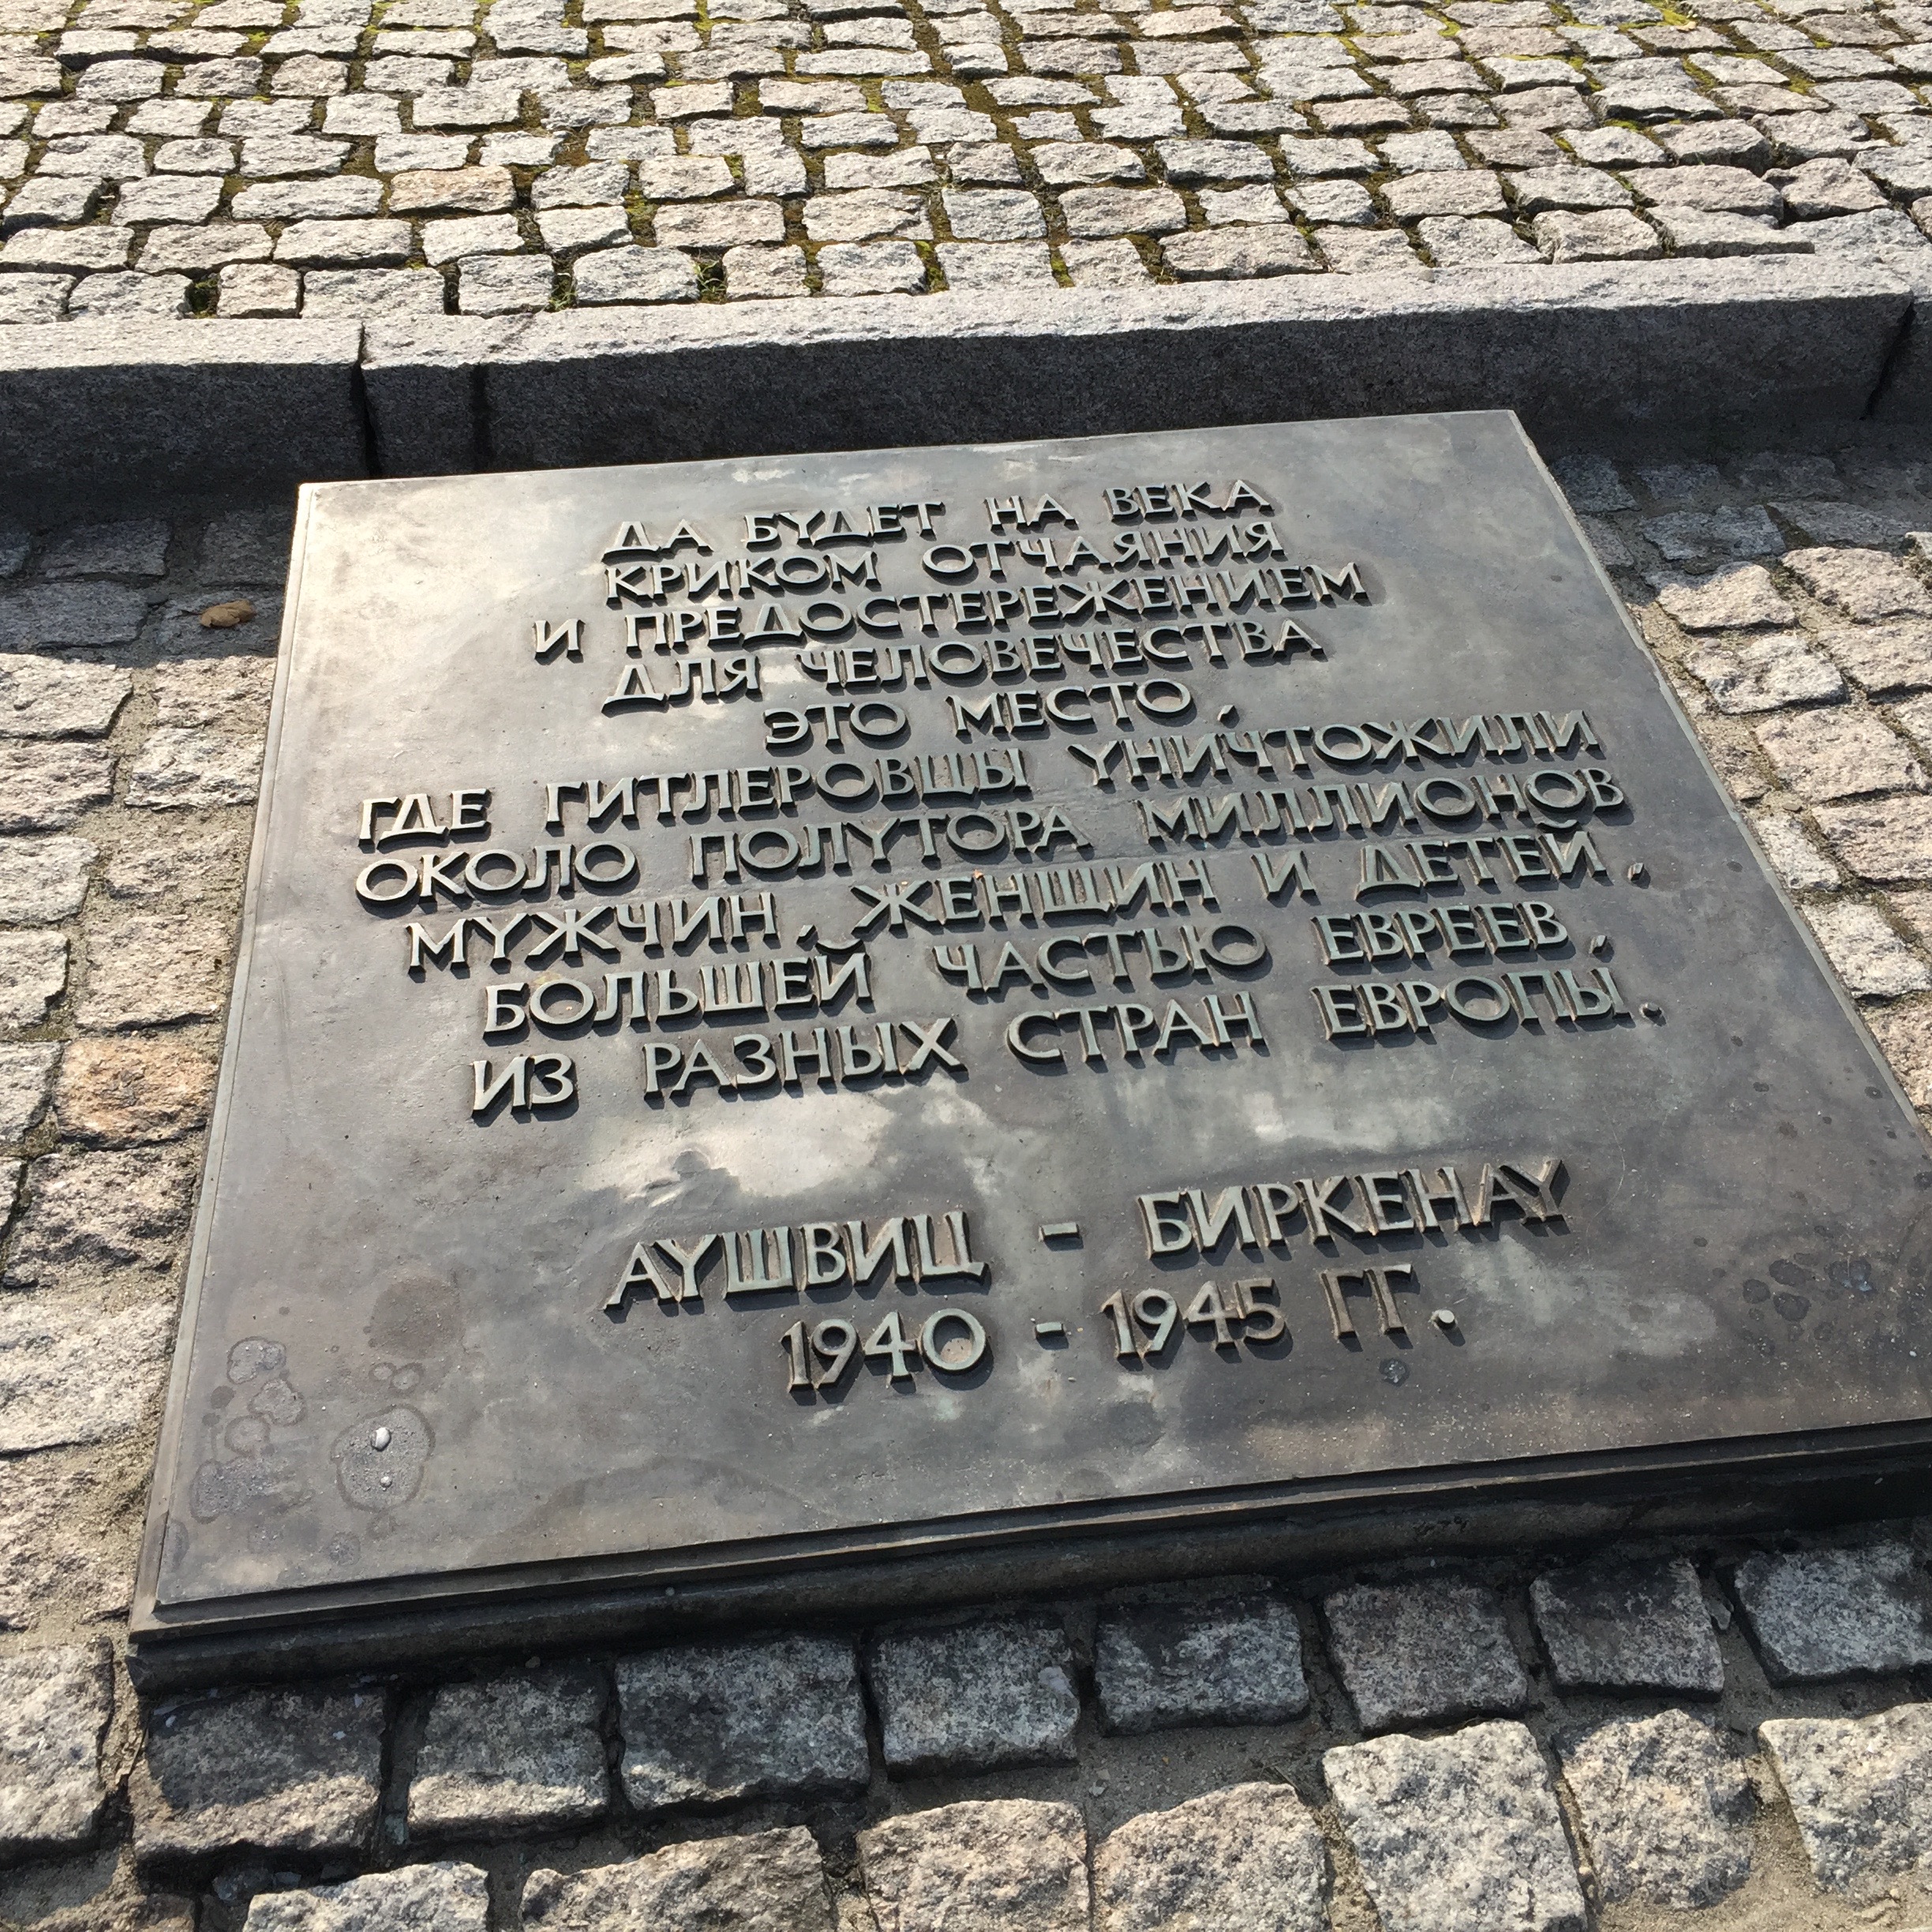 ДА БУДЕТ НА ВЕКА
КРИКОМ ОТЧАЯНИЯ
И ПРЕДОСТЕРЕЖЕНИЕМ
ДЛЯ ЧЕЛОВЕЧЕСТВА
ЭТО МЕСТО,
ГДЕ ГИТЛЕРОВЦЫ УНИЧТОЖИЛИ
ОКОЛО ПОЛУТОРА МИЛЛИОНОВ
МУЖЧИН, ЖЕНЩИН И ДЕТЕЙ,
БОЛЬШЕЙ ЧАСТЬЮ ЕВРЕЕВ,
ИЗ РАЗНЫХ СТРАН ЕВРОПЫ.
АУШВИЦ - БИРКЕНАУ
1940 - 1945 ГГ.